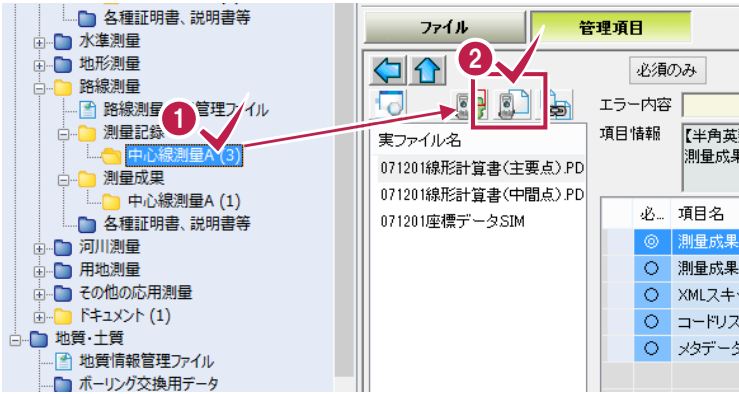 各種証明書、説明書等
水準測量
地形測量
路線測量
路線測量 管理ファイル
測量記録
中心線測量A (3)
測量成果
中心線測量A (1)
各種証明書、説明書等
河川測量
用地測量
その他の応用測量
ドキュメント (1)
地質・土質
地質情報管理ファイル
ボーリング交換用データ
1
2
ファイル
管理項目
必須のみ
エラー内容
項目情報
【半角英
測量成果
実ファイル名
071201線形計算書(主要点).PD
071201線形計算書(中間点).PD
071201座標データSIM
必... 項目名
◎ 測量成果
○ 測量成果
○ XMLスキ
○ コードリス
○ メタデータ